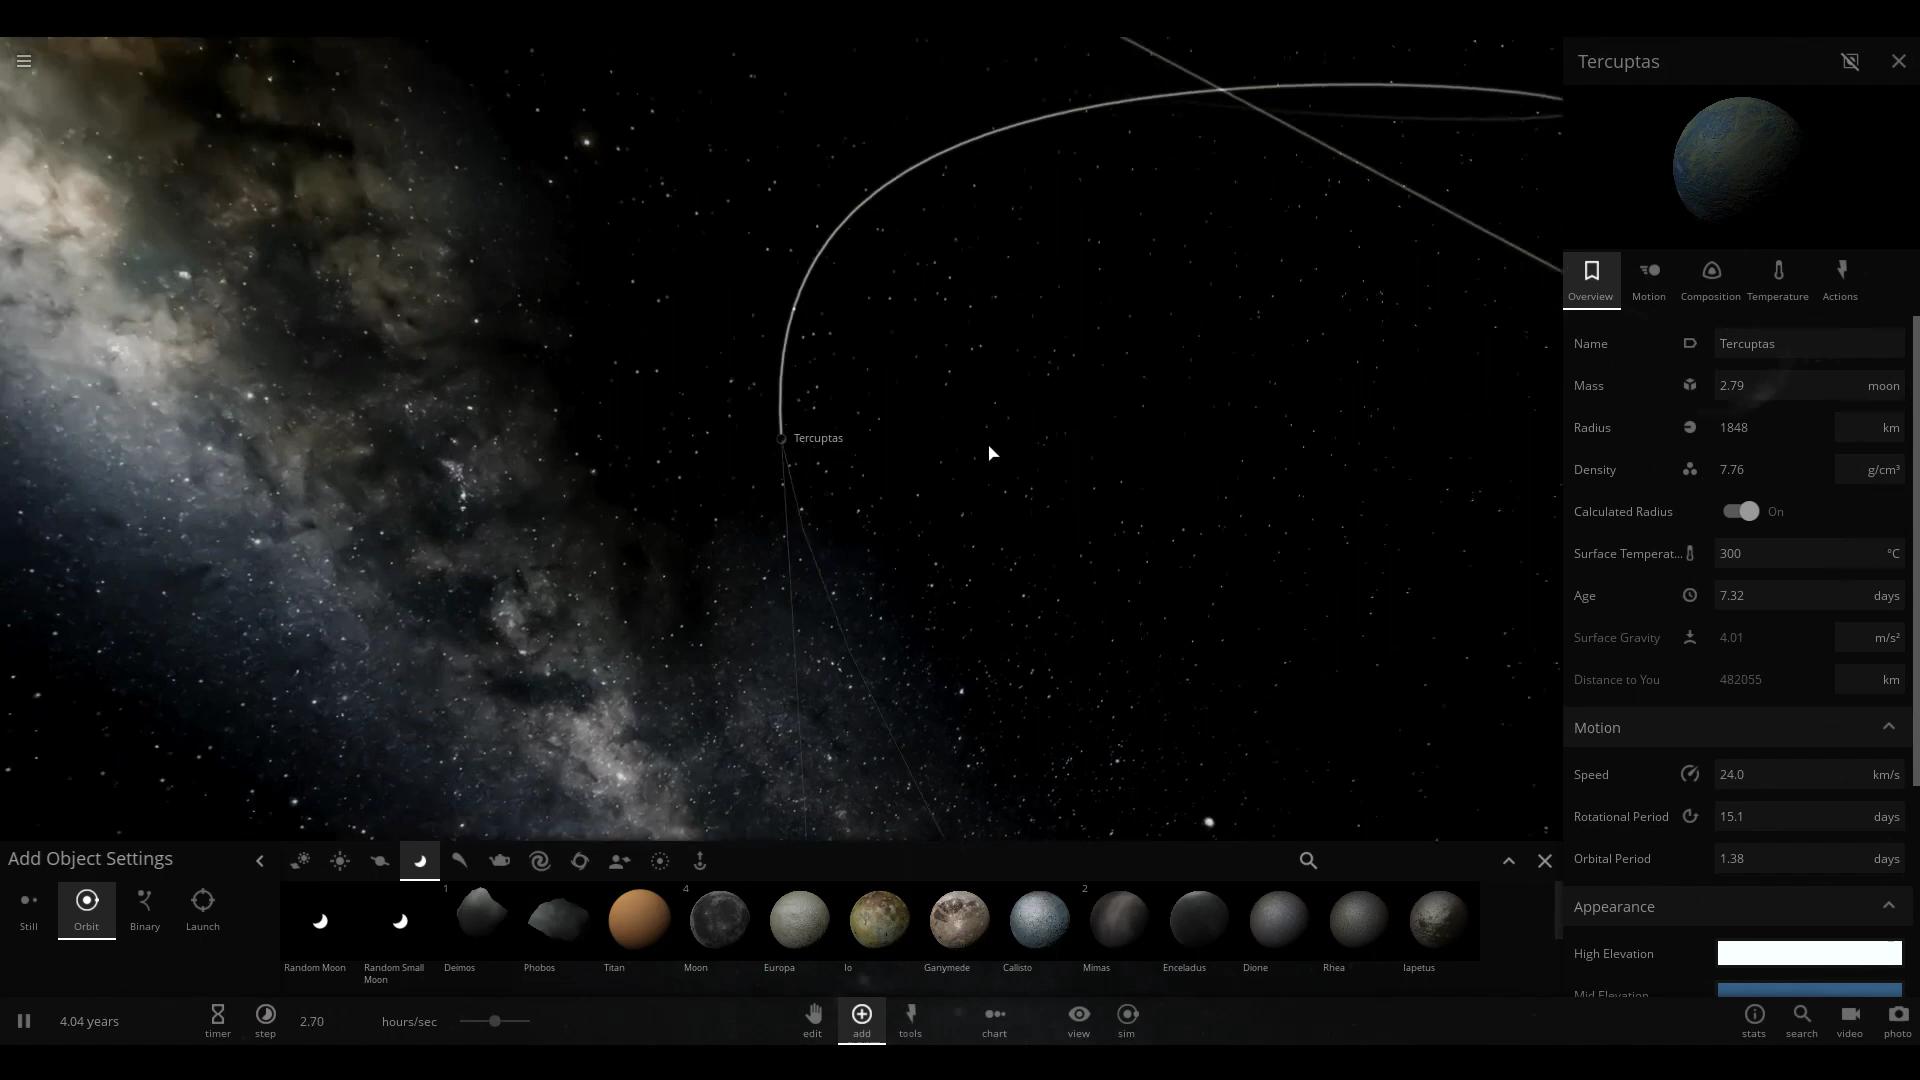 Tercuptas
Overview Motion Composition Temperature Actions
Name Tercuptas
Mass 2.79 moon
Radius 1848 km
Density 7.76 g/cm³
Calculated Radius On
Surface Temperat... 300 °C
Age 7.32 days
Surface Gravity 4.01 m/s²
Distance to You 482055 km
Motion
Speed 24.0 km/s
Rotational Period 15.1 days
Orbital Period 1.38 days
Appearance
High Elevation
Mid Elevation
Tercuptas
Add Object Settings
Still Orbit Binary Launch
1 4 2
Random Moon Random Small Moon Deimos Phobos Titan Moon Europa Io Ganymede Callisto Mimas Enceladus Dione Rhea Iapetus
4.04 years timer step 2.70 hours/sec edit add tools chart view sim stats search video photo